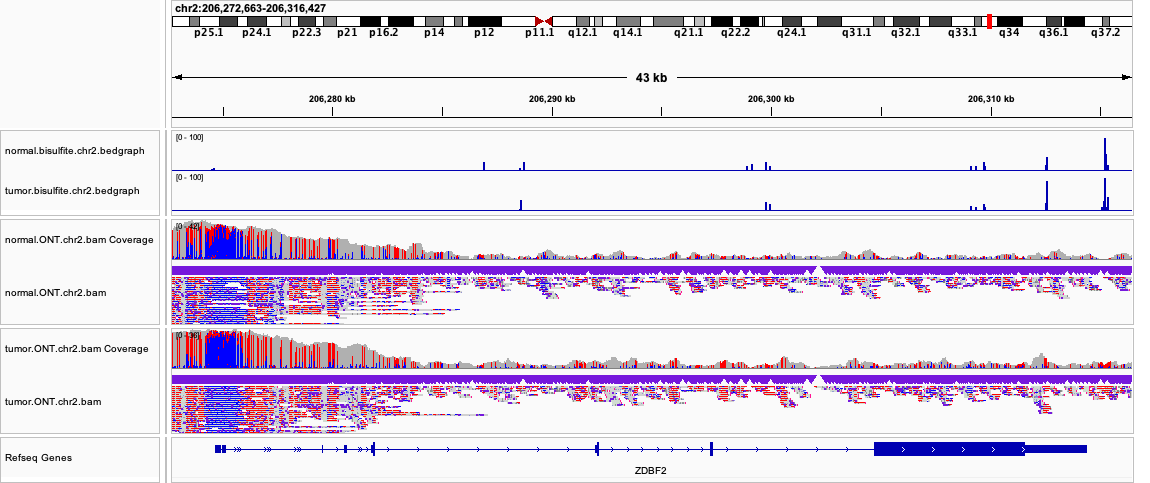 chr2:206,272,663-206,316,427
p25.1 p24.1 p22.3 p21 p16.2 p14 p12 p11.1 q12.1 q14.1 q21.1 q22.2 q24.1 q31.1 q32.1 q33.1 q34 q36.1 q37.2
43 kb
206,280 kb 206,290 kb 206,300 kb 206,310 kb
[0 - 100]
normal.bisulfite.chr2.bedgraph
[0 - 100]
tumor.bisulfite.chr2.bedgraph
normal.ONT.chr2.bam Coverage
normal.ONT.chr2.bam
tumor.ONT.chr2.bam Coverage
tumor.ONT.chr2.bam
Refseq Genes
ZDBF2